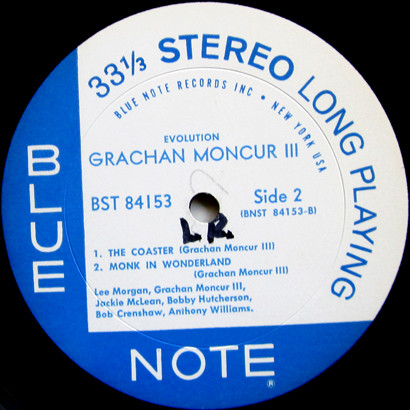 33 1/3 STEREO LONG PLAYING
BLUE NOTE RECORDS INC • NEW YORK USA
EVOLUTION
GRACHAN MONCUR III
BST 84153
Side 2
(BNST 84153-B)
L.R.
1. THE COASTER (Grachan Moncur III)
2. MONK IN WONDERLAND
(Grachan Moncur III)
Lee Morgan, Grachan Moncur III,
Jackie McLean, Bobby Hutcherson,
Bob Crenshaw, Anthony Williams.
BLUE
NOTE®